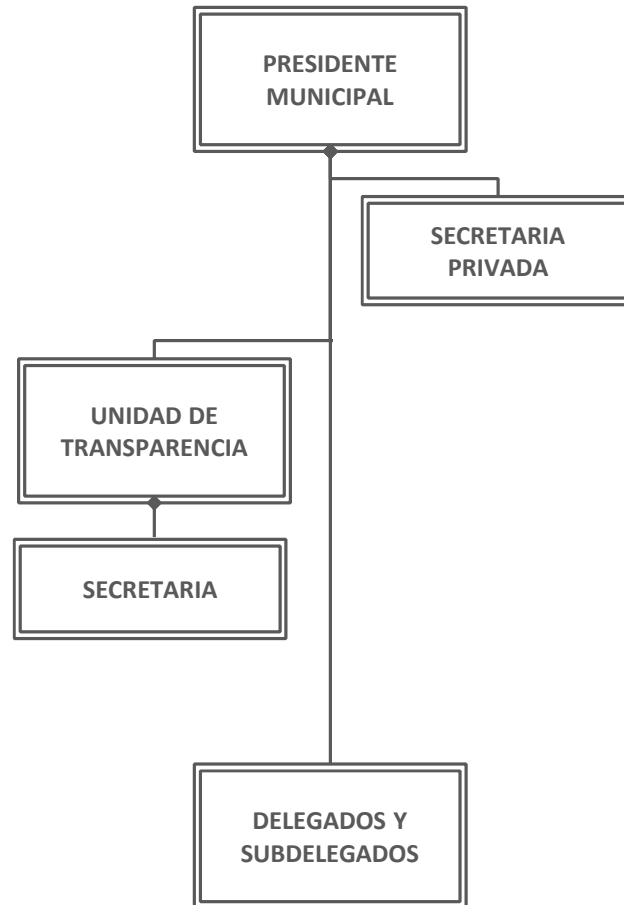 PRESIDENTE
MUNICIPAL
SECRETARIA
PRIVADA
UNIDAD DE
TRANSPARENCIA
SECRETARIA
DELEGADOS Y
SUBDELEGADOS